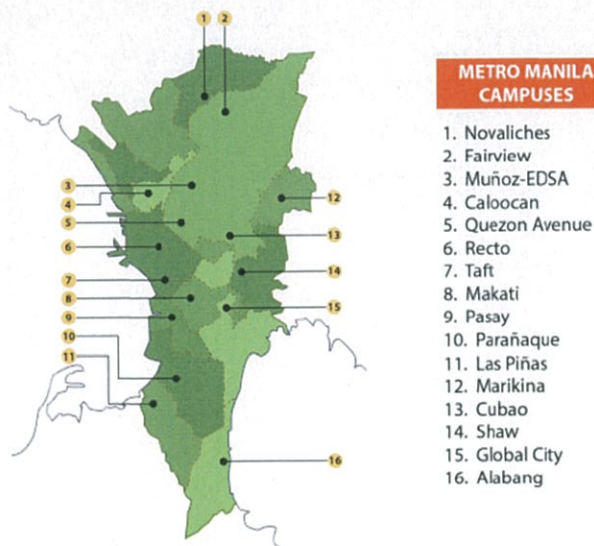 1
2
3
4
5
6
7
8
9
10
11
12
13
14
15
16
METRO MANILA
CAMPUSES
1. Novaliches
2. Fairview
3. Muñoz-EDSA
4. Caloocan
5. Quezon Avenue
6. Recto
7. Taft
8. Makati
9. Pasay
10. Parañaque
11. Las Piñas
12. Marikina
13. Cubao
14. Shaw
15. Global City
16. Alabang